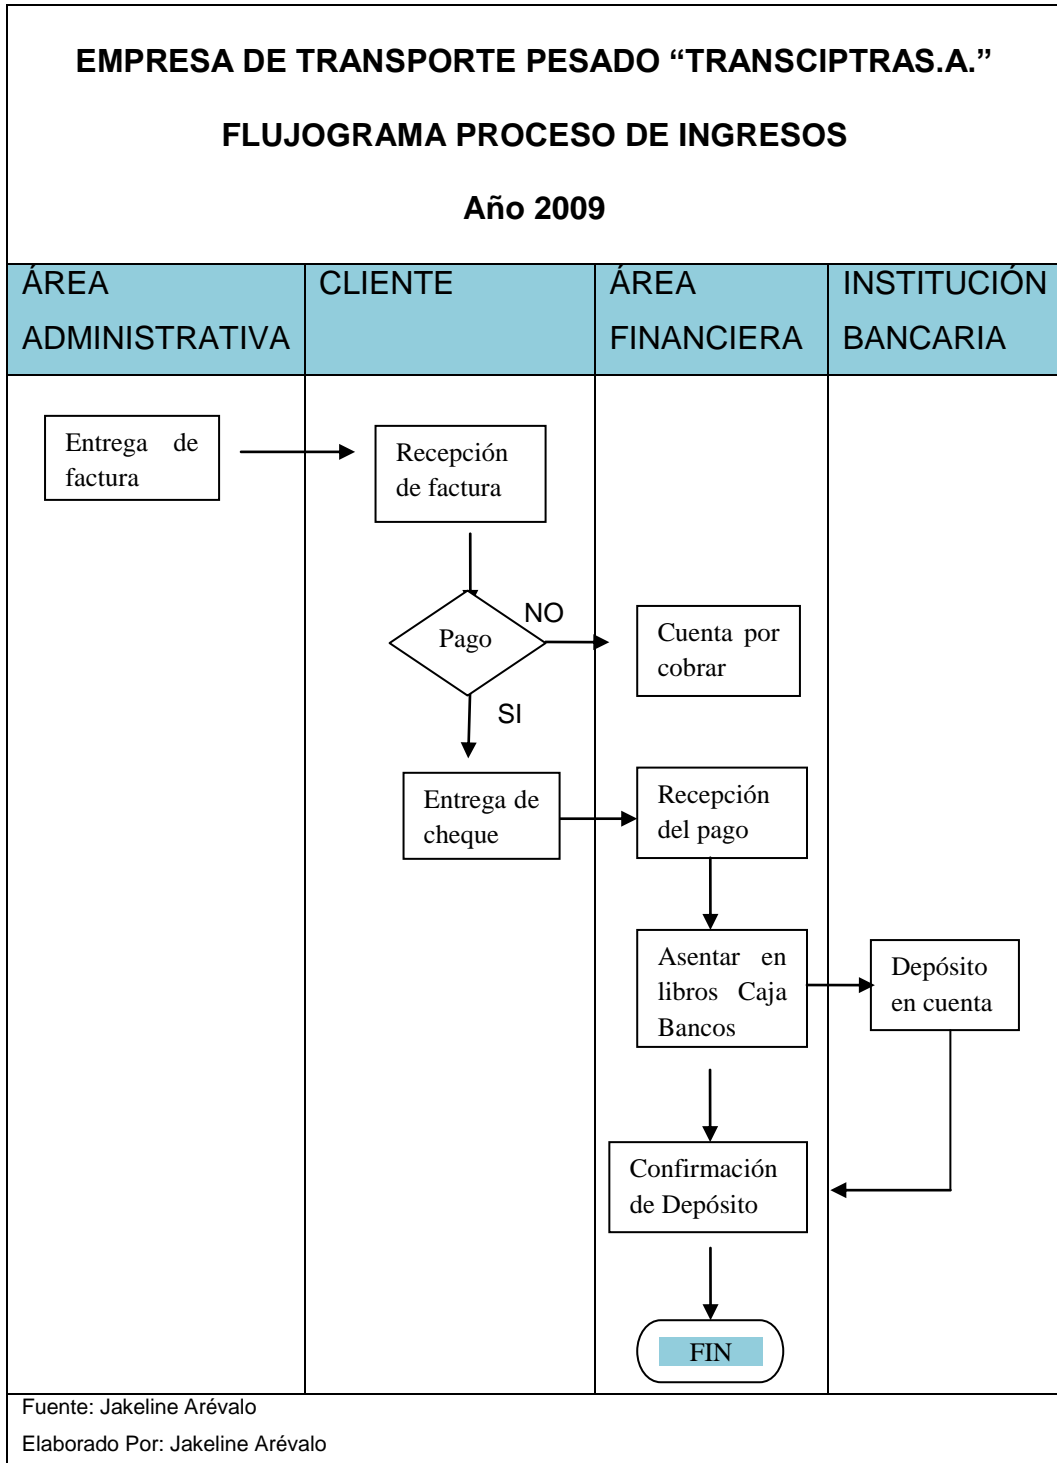 EMPRESA DE TRANSPORTE PESADO “TRANSCIPTRAS.A.”
FLUJOGRAMA PROCESO DE INGRESOS
Año 2009
ÁREA
ADMINISTRATIVA
CLIENTE
ÁREA
FINANCIERA
INSTITUCIÓN
BANCARIA
Entrega de
factura
Recepción
de factura
Pago
NO
Cuenta por
cobrar
SI
Entrega de
cheque
Recepción
del pago
Asentar en
libros Caja
Bancos
Depósito
en cuenta
Confirmación
de Depósito
FIN
Fuente: Jakeline Arévalo
Elaborado Por: Jakeline Arévalo